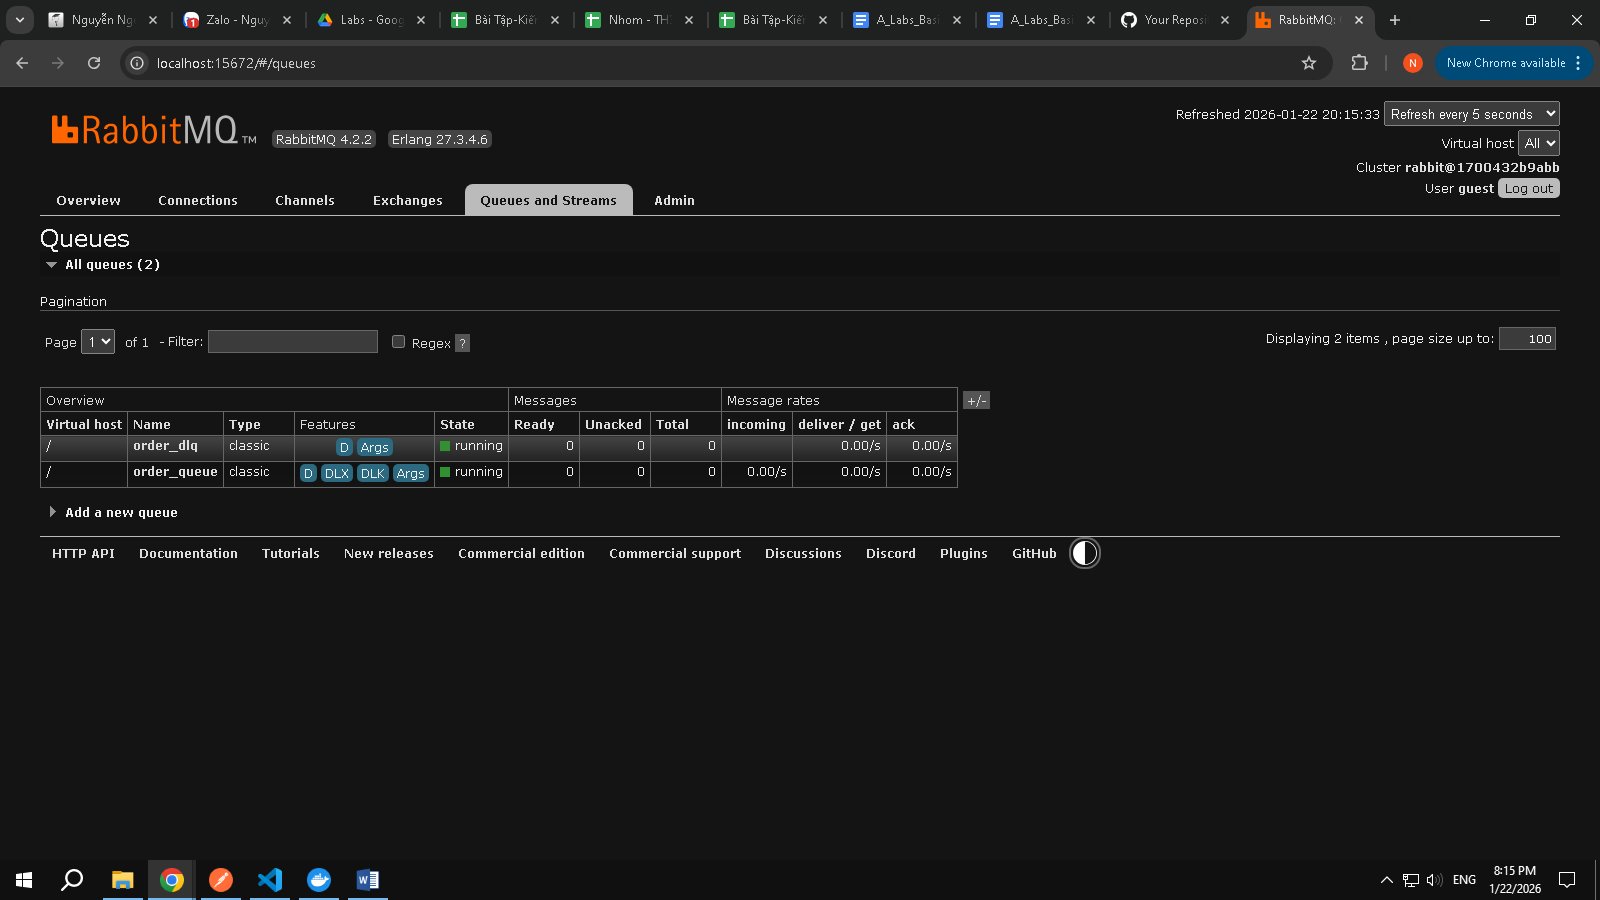 Nguyễn Ng
Zalo - Nguy
Labs - Goog
Bài Tập-Kiến
Nhom - TH
Bài Tập-Kiến
A_Labs_Basi
A_Labs_Basi
Your Reposi
RabbitMQ:
localhost:15672/#/queues
N
New Chrome available
RabbitMQ TM
RabbitMQ 4.2.2
Erlang 27.3.4.6
Refreshed 2026-01-22 20:15:33 Refresh every 5 seconds
Virtual host All
Cluster rabbit@1700432b9abb
User guest Log out
Overview Connections Channels Exchanges Queues and Streams Admin
Queues
All queues (2)
Pagination
Page 1 of 1 - Filter: Regex ?
Displaying 2 items , page size up to: 100
Overview Messages Message rates +/-
Virtual host Name Type Features State Ready Unacked Total incoming deliver / get ack
/ order_dlq classic D Args running 0 0 0 0.00/s 0.00/s
/ order_queue classic D DLX DLK Args running 0 0 0 0.00/s 0.00/s 0.00/s
Add a new queue
HTTP API Documentation Tutorials New releases Commercial edition Commercial support Discussions Discord Plugins GitHub
ENG
8:15 PM
1/22/2026